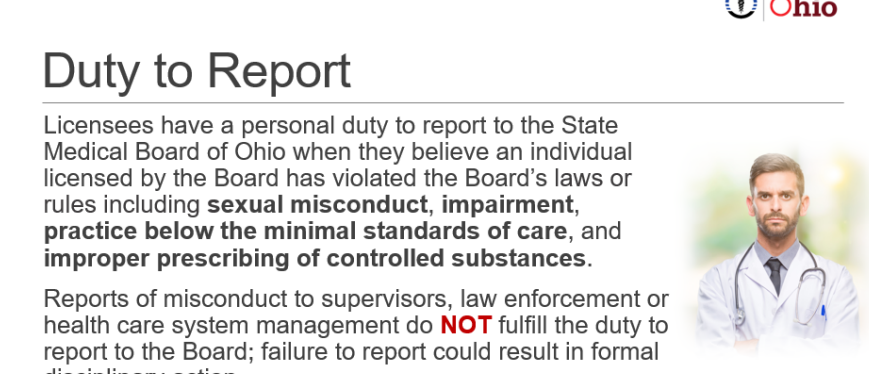 Ohio
Duty to Report
Licensees have a personal duty to report to the State
Medical Board of Ohio when they believe an individual
licensed by the Board has violated the Board’s laws or
rules including sexual misconduct, impairment,
practice below the minimal standards of care, and
improper prescribing of controlled substances.
Reports of misconduct to supervisors, law enforcement or
health care system management do NOT fulfill the duty to
report to the Board; failure to report could result in formal
disciplinary action